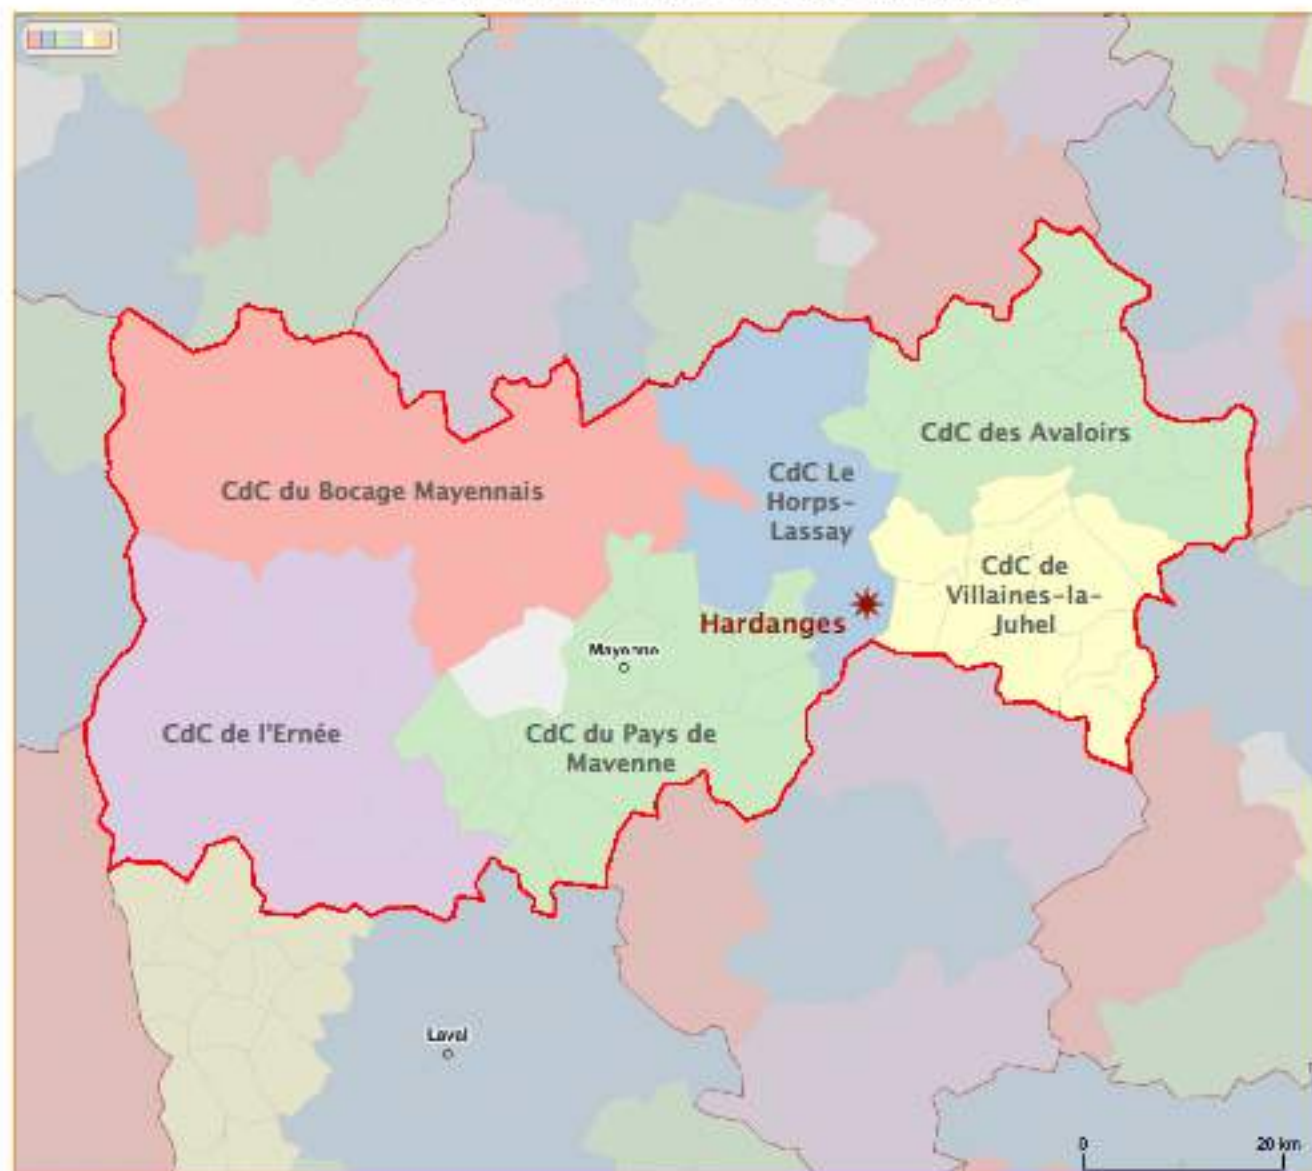 CdC des Avaloirs
CdC du Bocage Mayennais
CdC Le
Horps-
Lassay
CdC de
Villaines-la-
Juhel
Hardanges
Mayenne
CdC de l'Ernée
CdC du Pays de
Mavenne
Laval
0 20 km